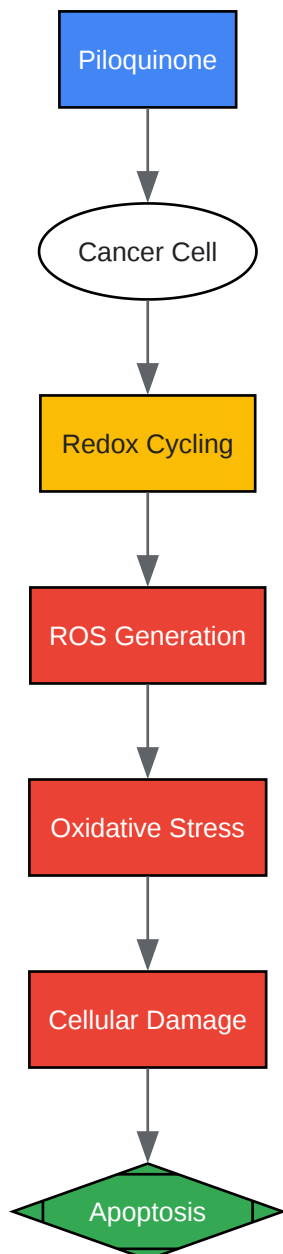 Piloquinone
Cancer Cell
Redox Cycling
ROS Generation
Oxidative Stress
Cellular Damage
Apoptosis